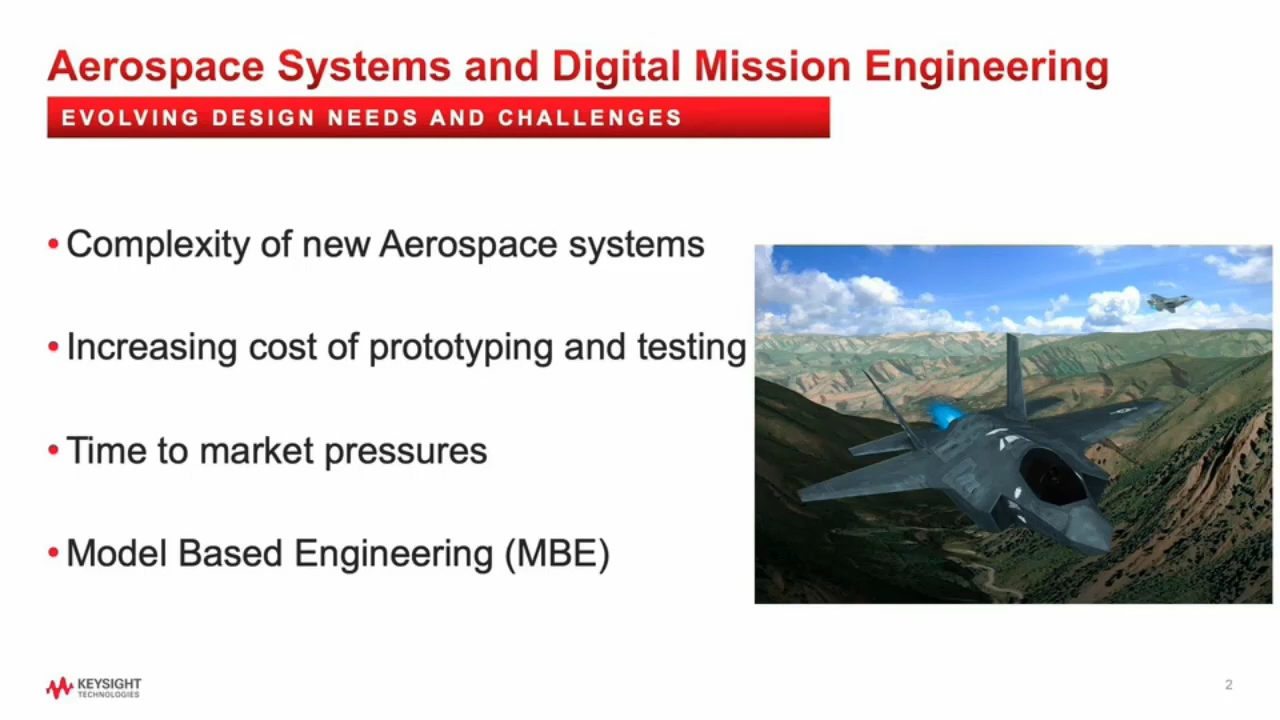 Aerospace Systems and Digital Mission Engineering
EVOLVING DESIGN NEEDS AND CHALLENGES
• Complexity of new Aerospace systems
• Increasing cost of prototyping and testing
• Time to market pressures
• Model Based Engineering (MBE)
KEYSIGHT
TECHNOLOGIES
2